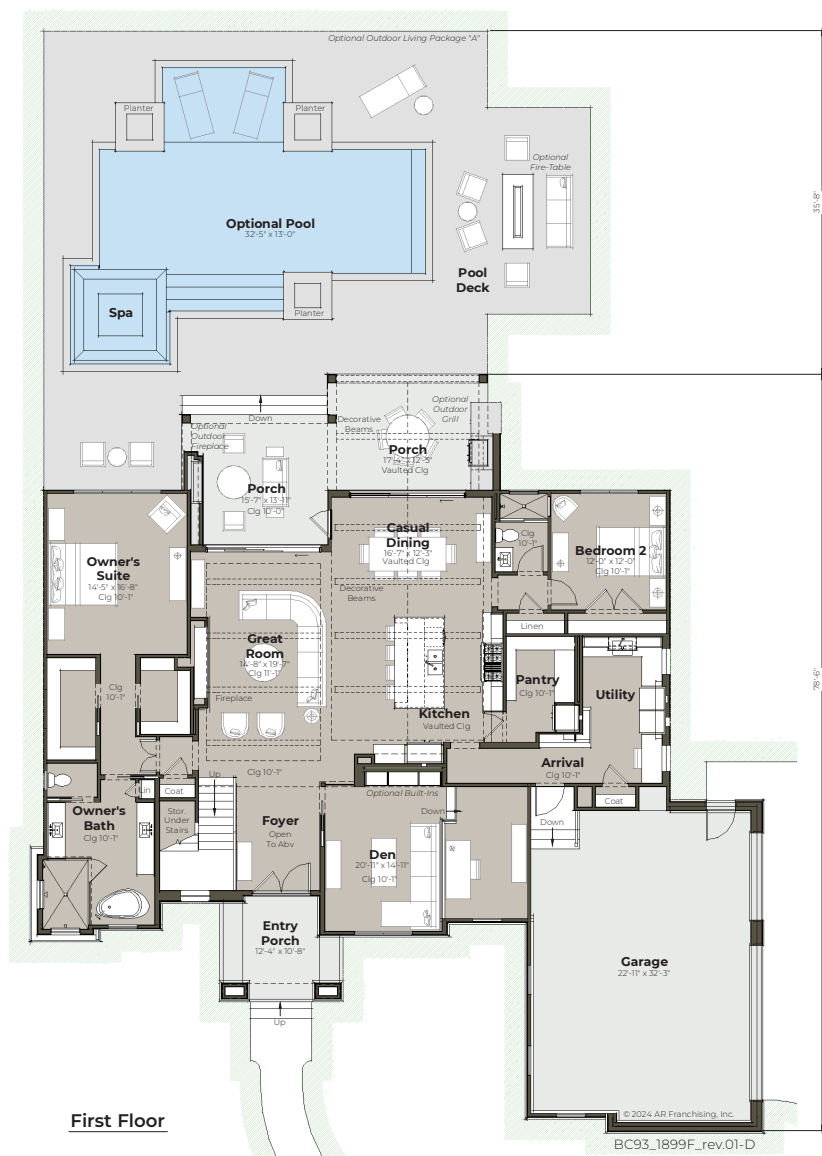 Optional Outdoor Living Package "A"
Planter
Planter
Optional
Fire-Table
35'-8"
Optional Pool
32'-5" x 13'-0"
Pool
Deck
Spa
Planter
Down
Optional
Outdoor
Fireplace
Decorative
Beams
Optional
Outdoor
Grill
Porch
17'-4" x 12'-3"
Vaulted Clg
Porch
15'-7" x 13'-11"
Clg 10'-0"
Casual
Dining
16'-7" x 12'-3"
Vaulted Clg
Clg
10'-1"
Bedroom 2
12'-0" x 12'-0"
Clg 10'-1"
Owner's
Suite
14'-5" x 16'-8"
Clg 10'-1"
Decorative
Beams
Linen
Great
Room
14'-8" x 19'-7"
Clg 11'-1"
Clg
10'-1"
Fireplace
Pantry
Clg 10'-1"
Utility
78'-6"
Kitchen
Vaulted Clg
Arrival
Clg 10'-1"
Up
Clg 10'-1"
Lin
Coat
Optional Built-Ins
Coat
Owner's
Bath
Clg 10'-1"
Stor.
Under
Stairs
Foyer
Open
To Abv
Down
Down
Den
20'-11" x 14'-11"
Clg 10'-1"
Entry
Porch
12'-4" x 10'-8"
Garage
22'-11" x 32'-3"
Up
First Floor
© 2024 AR Franchising, Inc.
BC93_1899F_rev.01-D